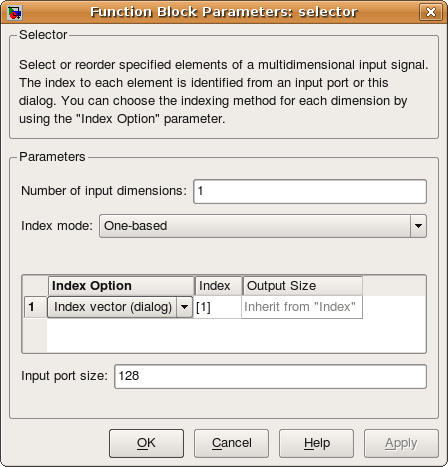 Function Block Parameters: selector
Selector
Select or reorder specified elements of a multidimensional input signal.
The index to each element is identified from an input port or this
dialog. You can choose the indexing method for each dimension by
using the "Index Option" parameter.
Parameters
Number of input dimensions: 1
Index mode: One-based
Index Option Index Output Size
1 Index vector (dialog) [1] Inherit from "Index"
Input port size: 128
OK Cancel Help Apply